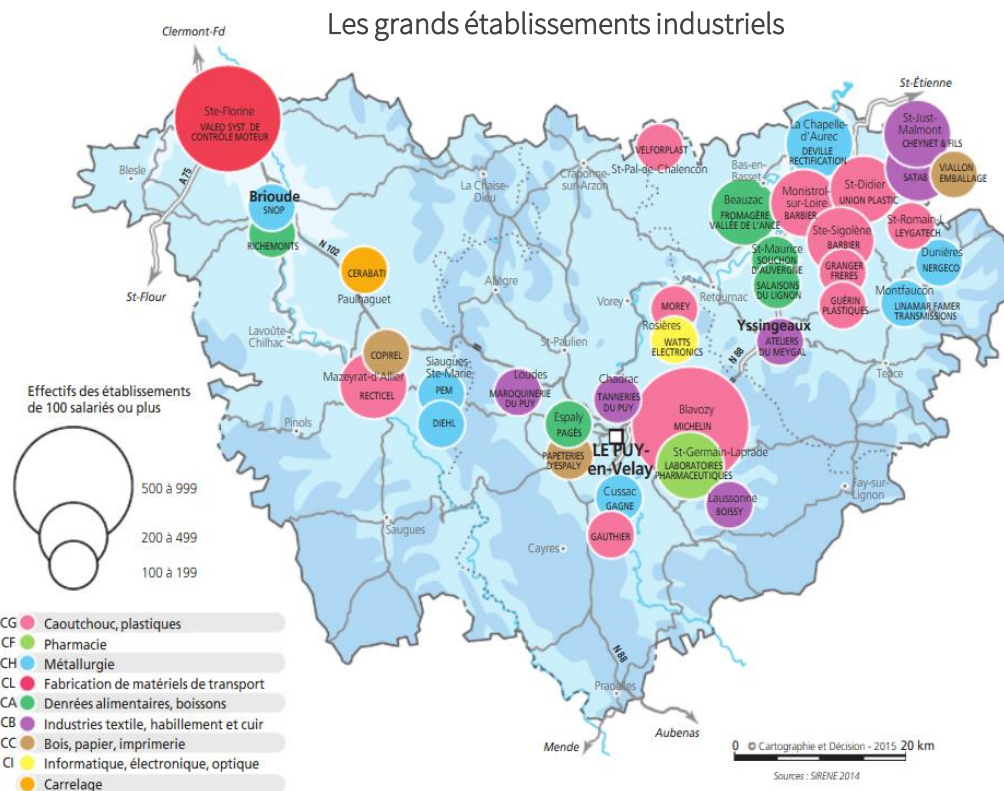 Les grands établissements industriels
Clermont-Fd
St-Étienne
Ste-Florine
VALEO SYST. DE
CONTRÔLE MOTEUR
Blesle
A 75
Brioude
SNOP
RICHEMONTS
N 102
St-Flour
CERABATI
Paulhaguet
La Chaise-
Dieu
Craponne-
sur-Arzon
VELFORPLAST
St-Pal-de-Chalencon
Bas-en-
Basset
La Chapelle-
d'Aurec
DEVILLE
RECTIFICATION
St-Just-
Malmont
CHEYNET & FILS
SATAB
VIALLON
EMBALLAGE
Beauzac
FROMAGÈRE
VALLÉE DE L'ANCE
Monistrol-
sur-Loire
BARBIER
St-Didier
UNION PLASTIC
St-Romain-L
LEYGATECH
Ste-Sigolène
BARBIER
GRANGER
FRÈRES
GUÉRIN
PLASTIQUES
Dunières
NERGECO
Montfaucon
LINAMAR FAMER
TRANSMISSIONS
St-Maurice
SOUCHON
D'AUVERGNE
SALAISONS
DU LIGNON
Allègre
Vorey
Retournac
MOREY
Rosières
WATTS
ELECTRONICS
Yssingeaux
ATELIERS
DU MEYGAL
N 88
Tence
Lavoûte-
Chilhac
St-Paulien
COPIREL
Mazeyrat-d'Allier
RECTICEL
Siaugues-
Ste-Marie
PEM
DIEHL
Loudes
MAROQUINERIE
DU PUY
Chadrac
TANNERIES
DU PUY
Blavozy
MICHELIN
Espaly
PAGÈS
PAPETERIES
D'ESPALY
LE PUY-
en-Velay
St-Germain-Laprade
LABORATOIRES
PHARMACEUTIQUES
Laussonne
BOISSY
Fay-sur-
Lignon
Cussac
GAGNE
GAUTHIER
Pinols
Saugues
Cayres
N 88
Pradelles
Mende
Aubenas
Effectifs des établissements
de 100 salariés ou plus
500 à 999
200 à 499
100 à 199
CG Caoutchouc, plastiques
CF Pharmacie
CH Métallurgie
CL Fabrication de matériels de transport
CA Denrées alimentaires, boissons
CB Industries textile, habillement et cuir
CC Bois, papier, imprimerie
CI Informatique, électronique, optique
Carrelage
0 © Cartographie et Décision - 2015 20 km
Sources : SIRENE 2014